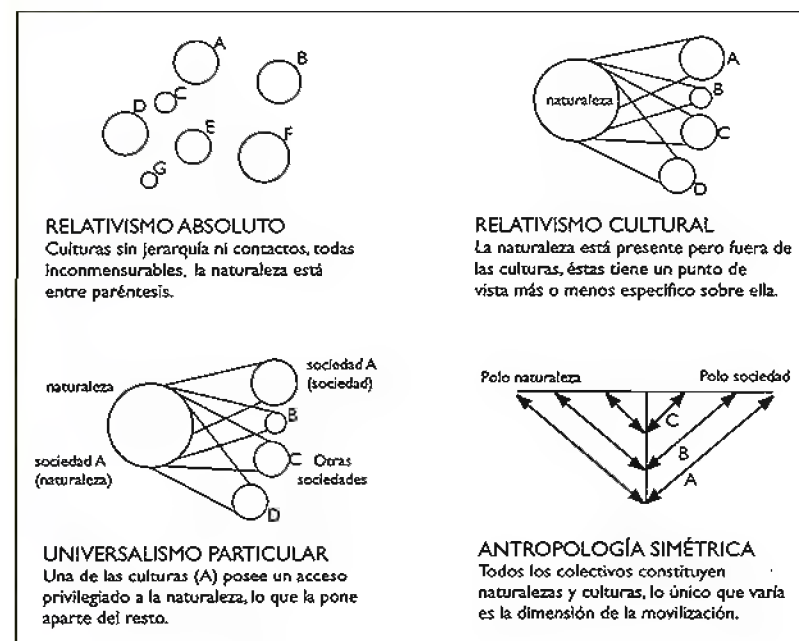 A
B
C
D
E
F
G
RELATIVISMO ABSOLUTO
Culturas sin jerarquía ni contactos, todas
inconmensurables, la naturaleza está
entre paréntesis.
naturaleza
A
B
C
D
RELATIVISMO CULTURAL
La naturaleza está presente pero fuera de
las culturas, éstas tiene un punto de
vista más o menos específico sobre ella.
naturaleza
sociedad A
(sociedad)
B
sociedad A
(naturaleza)
C Otras
sociedades
D
UNIVERSALISMO PARTICULAR
Una de las culturas (A) posee un acceso
privilegiado a la naturaleza, lo que la pone
aparte del resto.
Polo naturaleza
Polo sociedad
C
B
A
ANTROPOLOGÍA SIMÉTRICA
Todos los colectivos constituyen
naturalezas y culturas, lo único que varía
es la dimensión de la movilización.